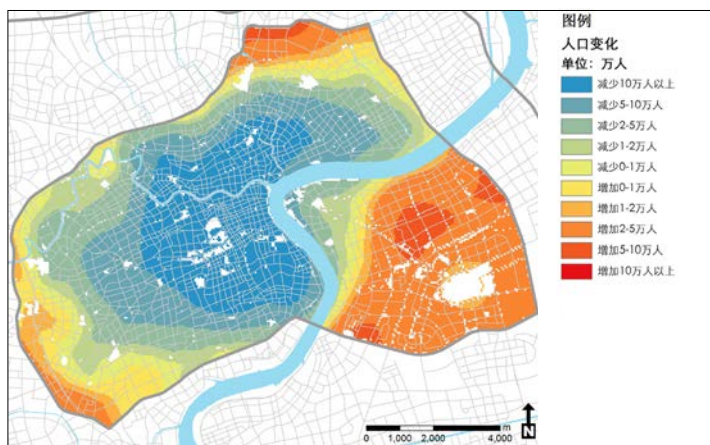 图例
人口变化
单位：万人
减少10万人以上
减少5-10万人
减少2-5万人
减少1-2万人
减少0-1万人
增加0-1万人
增加1-2万人
增加2-5万人
增加5-10万人
增加10万人以上
m
0 1,000 2,000 4,000
N